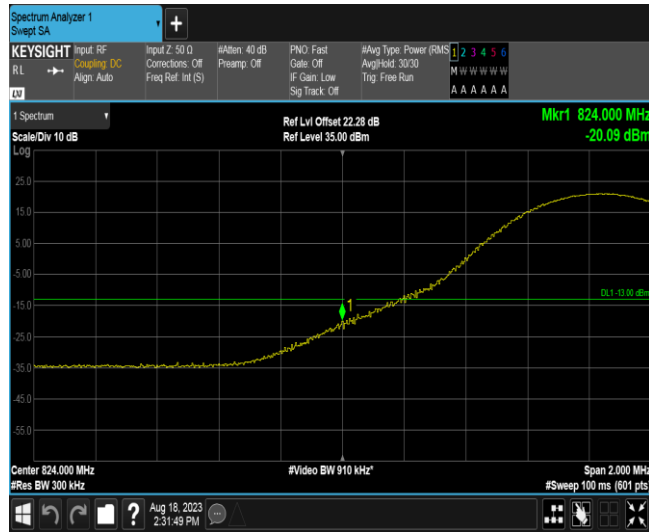 Spectrum Analyzer 1
Swept SA
+
KEYSIGHT Input: RF Input Z: 50 Ω #Atten: 40 dB PNO: Fast #Avg Type: Power (RMS 1 2 3 4 5 6
RL Coupling: DC Corrections: Off Preamp: Off Gate: Off Avg|Hold: 30/30 M W W W W W
Align: Auto Freq Ref: Int (S) IF Gain: Low Trig: Free Run
LXI Sig Track: Off A A A A A A
1 Spectrum Ref Lvl Offset 22.28 dB Mkr1 824.000 MHz
Scale/Div 10 dB Ref Level 35.00 dBm -20.09 dBm
Log
25.0
15.0
5.00
-5.00
DL1 -13.00 dBm
-15.0
1
-25.0
-35.0
-45.0
-55.0
Center 824.000 MHz #Video BW 910 kHz* Span 2.000 MHz
#Res BW 300 kHz #Sweep 100 ms (601 pts)
? Aug 18, 2023
2:31:49 PM